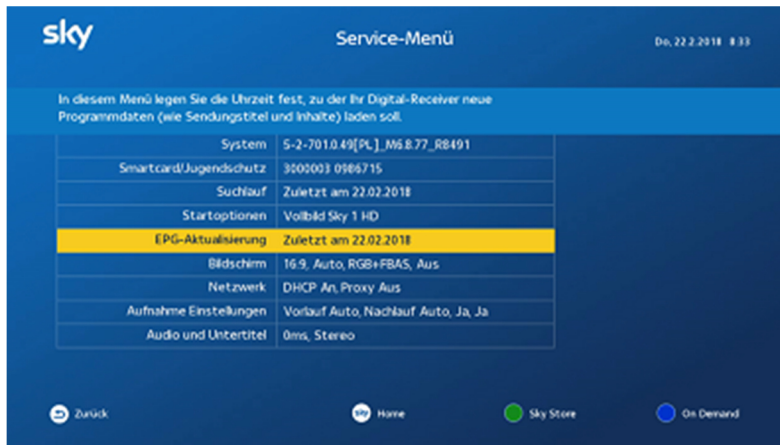 sky
Service-Menü
Do, 22.2.2018 8:33
In diesem Menü legen Sie die Uhrzeit fest, zu der Ihr Digital-Receiver neue
Programmdaten (wie Sendungstitel und Inhalte) laden soll.
System 5-2-701.0.49[PL]_M6.8.77_R8491
Smartcard/Jugendschutz 3000003 0986715
Suchlauf Zuletzt am 22.02.2018
Startoptionen Vollbild Sky 1 HD
EPG-Aktualisierung Zuletzt am 22.02.2018
Bildschirm 16:9, Auto, RGB+FBAS, Aus
Netzwerk DHCP An, Proxy Aus
Aufnahme Einstellungen Vorlauf Auto, Nachlauf Auto, Ja, Ja
Audio und Untertitel 0ms, Stereo
Zurück sky Home Sky Store On Demand